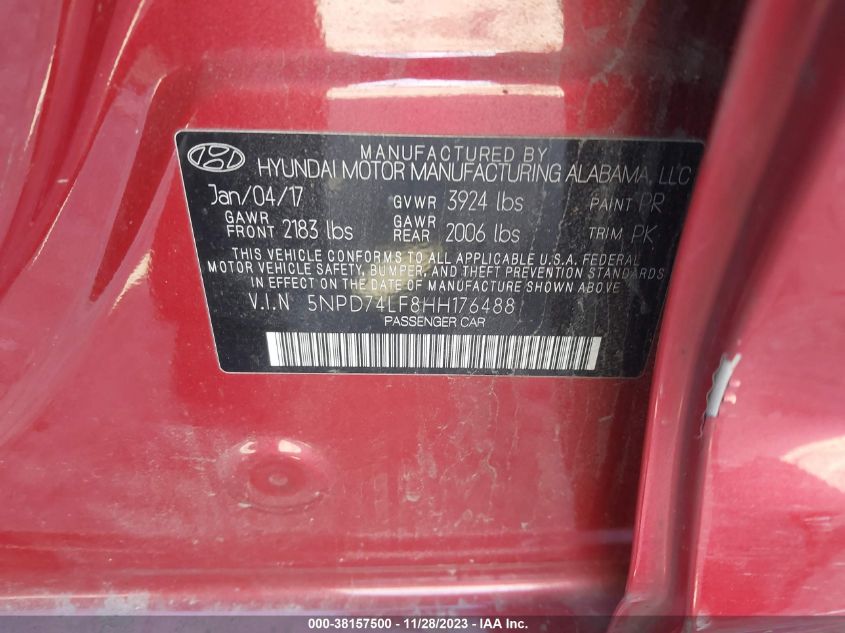 MANUFACTURED BY
HYUNDAI MOTOR MANUFACTURING ALABAMA, LLC
Jan/04/17 GVWR 3924 lbs PAINT PR
GAWR FRONT 2183 lbs GAWR REAR 2006 lbs TRIM PK
THIS VEHICLE CONFORMS TO ALL APPLICABLE U.S.A. FEDERAL
MOTOR VEHICLE SAFETY, BUMPER, AND THEFT PREVENTION STANDARDS
IN EFFECT ON THE DATE OF MANUFACTURE SHOWN ABOVE.
V.I.N 5NPD74LF8HH176488
PASSENGER CAR
000-38157500 - 11/28/2023 - IAA Inc.